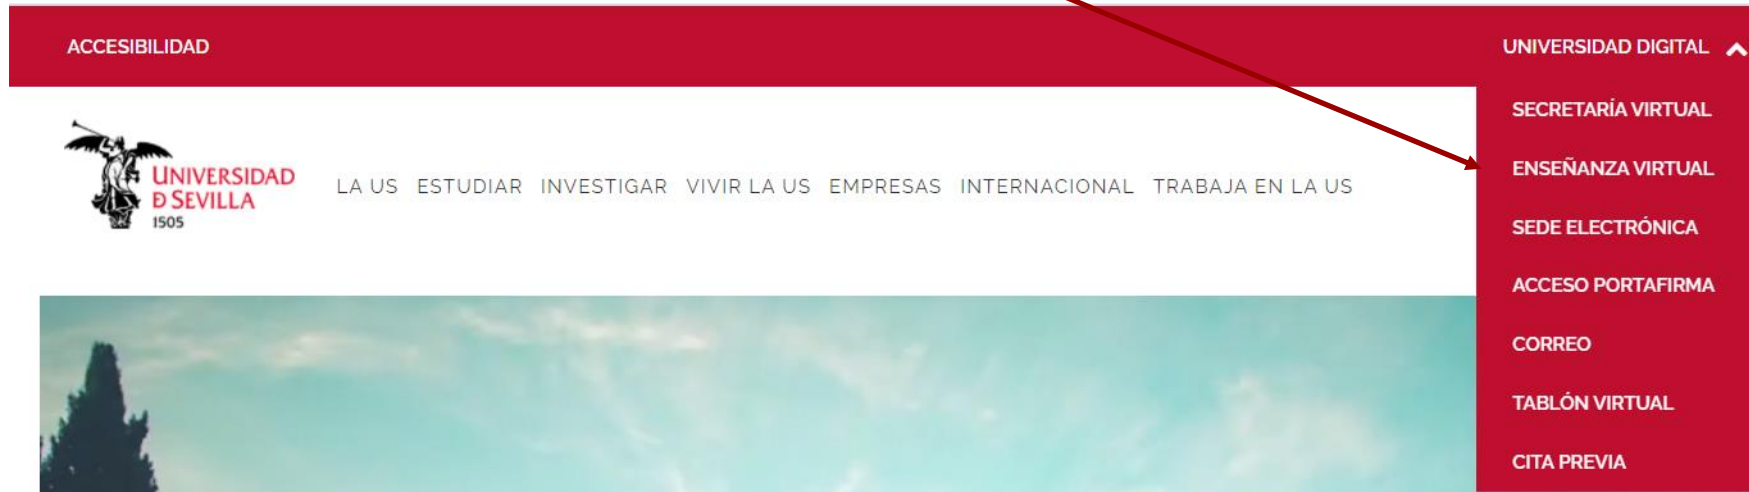 ACCESIBILIDAD
UNIVERSIDAD DIGITAL
SECRETARÍA VIRTUAL
ENSEÑANZA VIRTUAL
SEDE ELECTRÓNICA
ACCESO PORTAFIRMA
CORREO
TABLÓN VIRTUAL
CITA PREVIA
UNIVERSIDAD
Ð SEVILLA
1505
LA US ESTUDIAR INVESTIGAR VIVIR LA US EMPRESAS INTERNACIONAL TRABAJA EN LA US